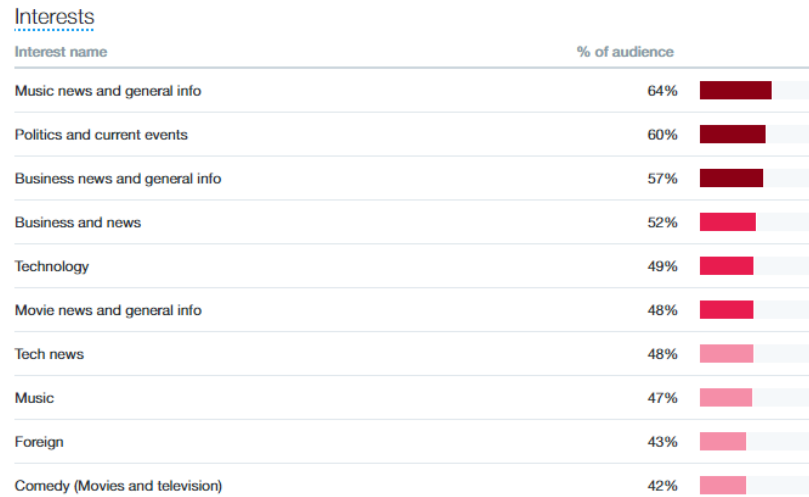 Interests
Interest name % of audience
Music news and general info 64%
Politics and current events 60%
Business news and general info 57%
Business and news 52%
Technology 49%
Movie news and general info 48%
Tech news 48%
Music 47%
Foreign 43%
Comedy (Movies and television) 42%